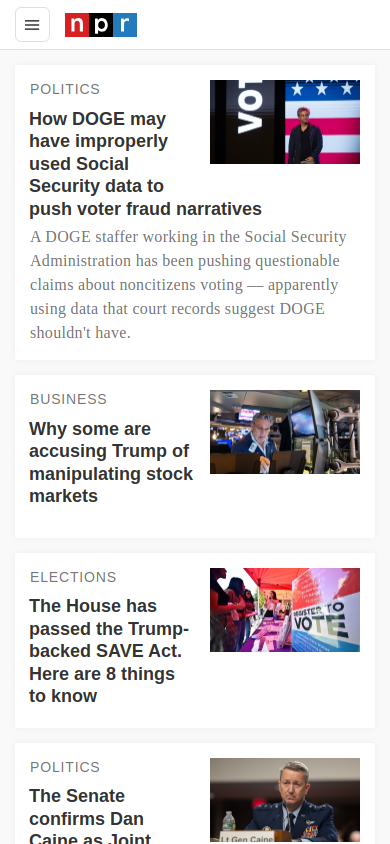 npr
POLITICS
How DOGE may
have improperly
used Social
Security data to
push voter fraud narratives
VOT
A DOGE staffer working in the Social Security
Administration has been pushing questionable
claims about noncitizens voting — apparently
using data that court records suggest DOGE
shouldn't have.
BUSINESS
Why some are
accusing Trump of
manipulating stock
markets
ELECTIONS
The House has
passed the Trump-
backed SAVE Act.
Here are 8 things
to know
REGISTER TO
VOTE
POLITICS
The Senate
confirms Dan
Caine as Joint
Lt Gen Caine